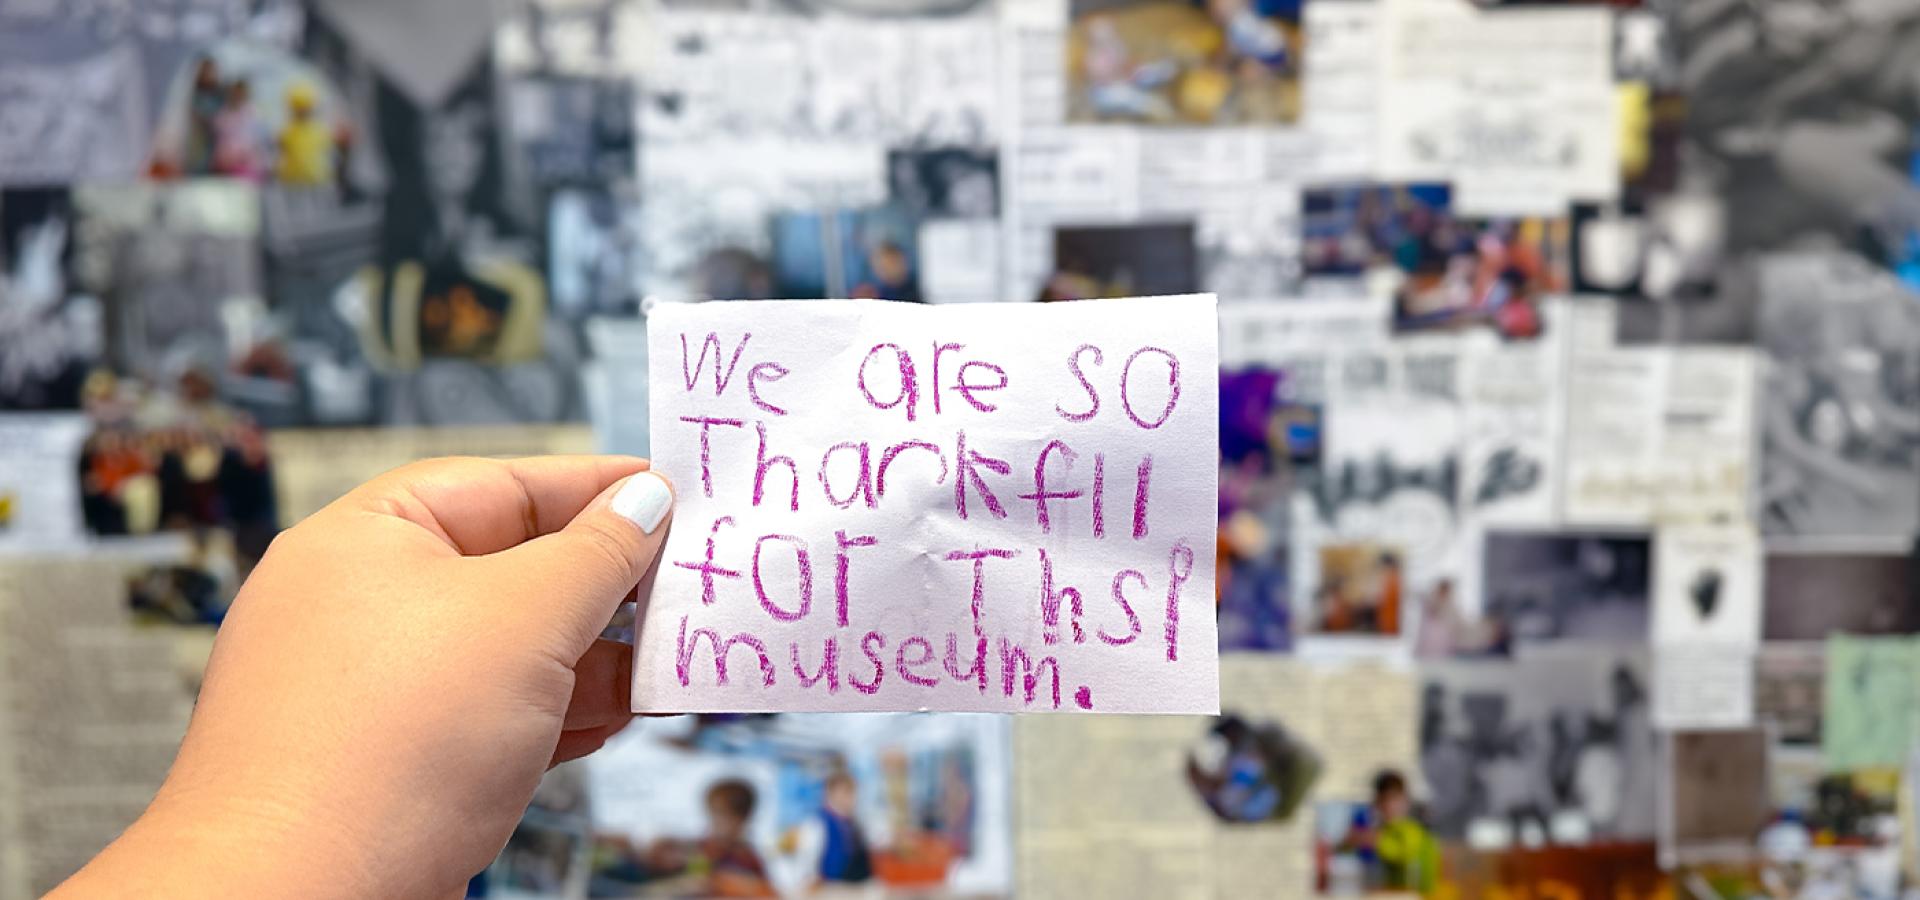 We are so
Thankfll
for Thsi
museum.